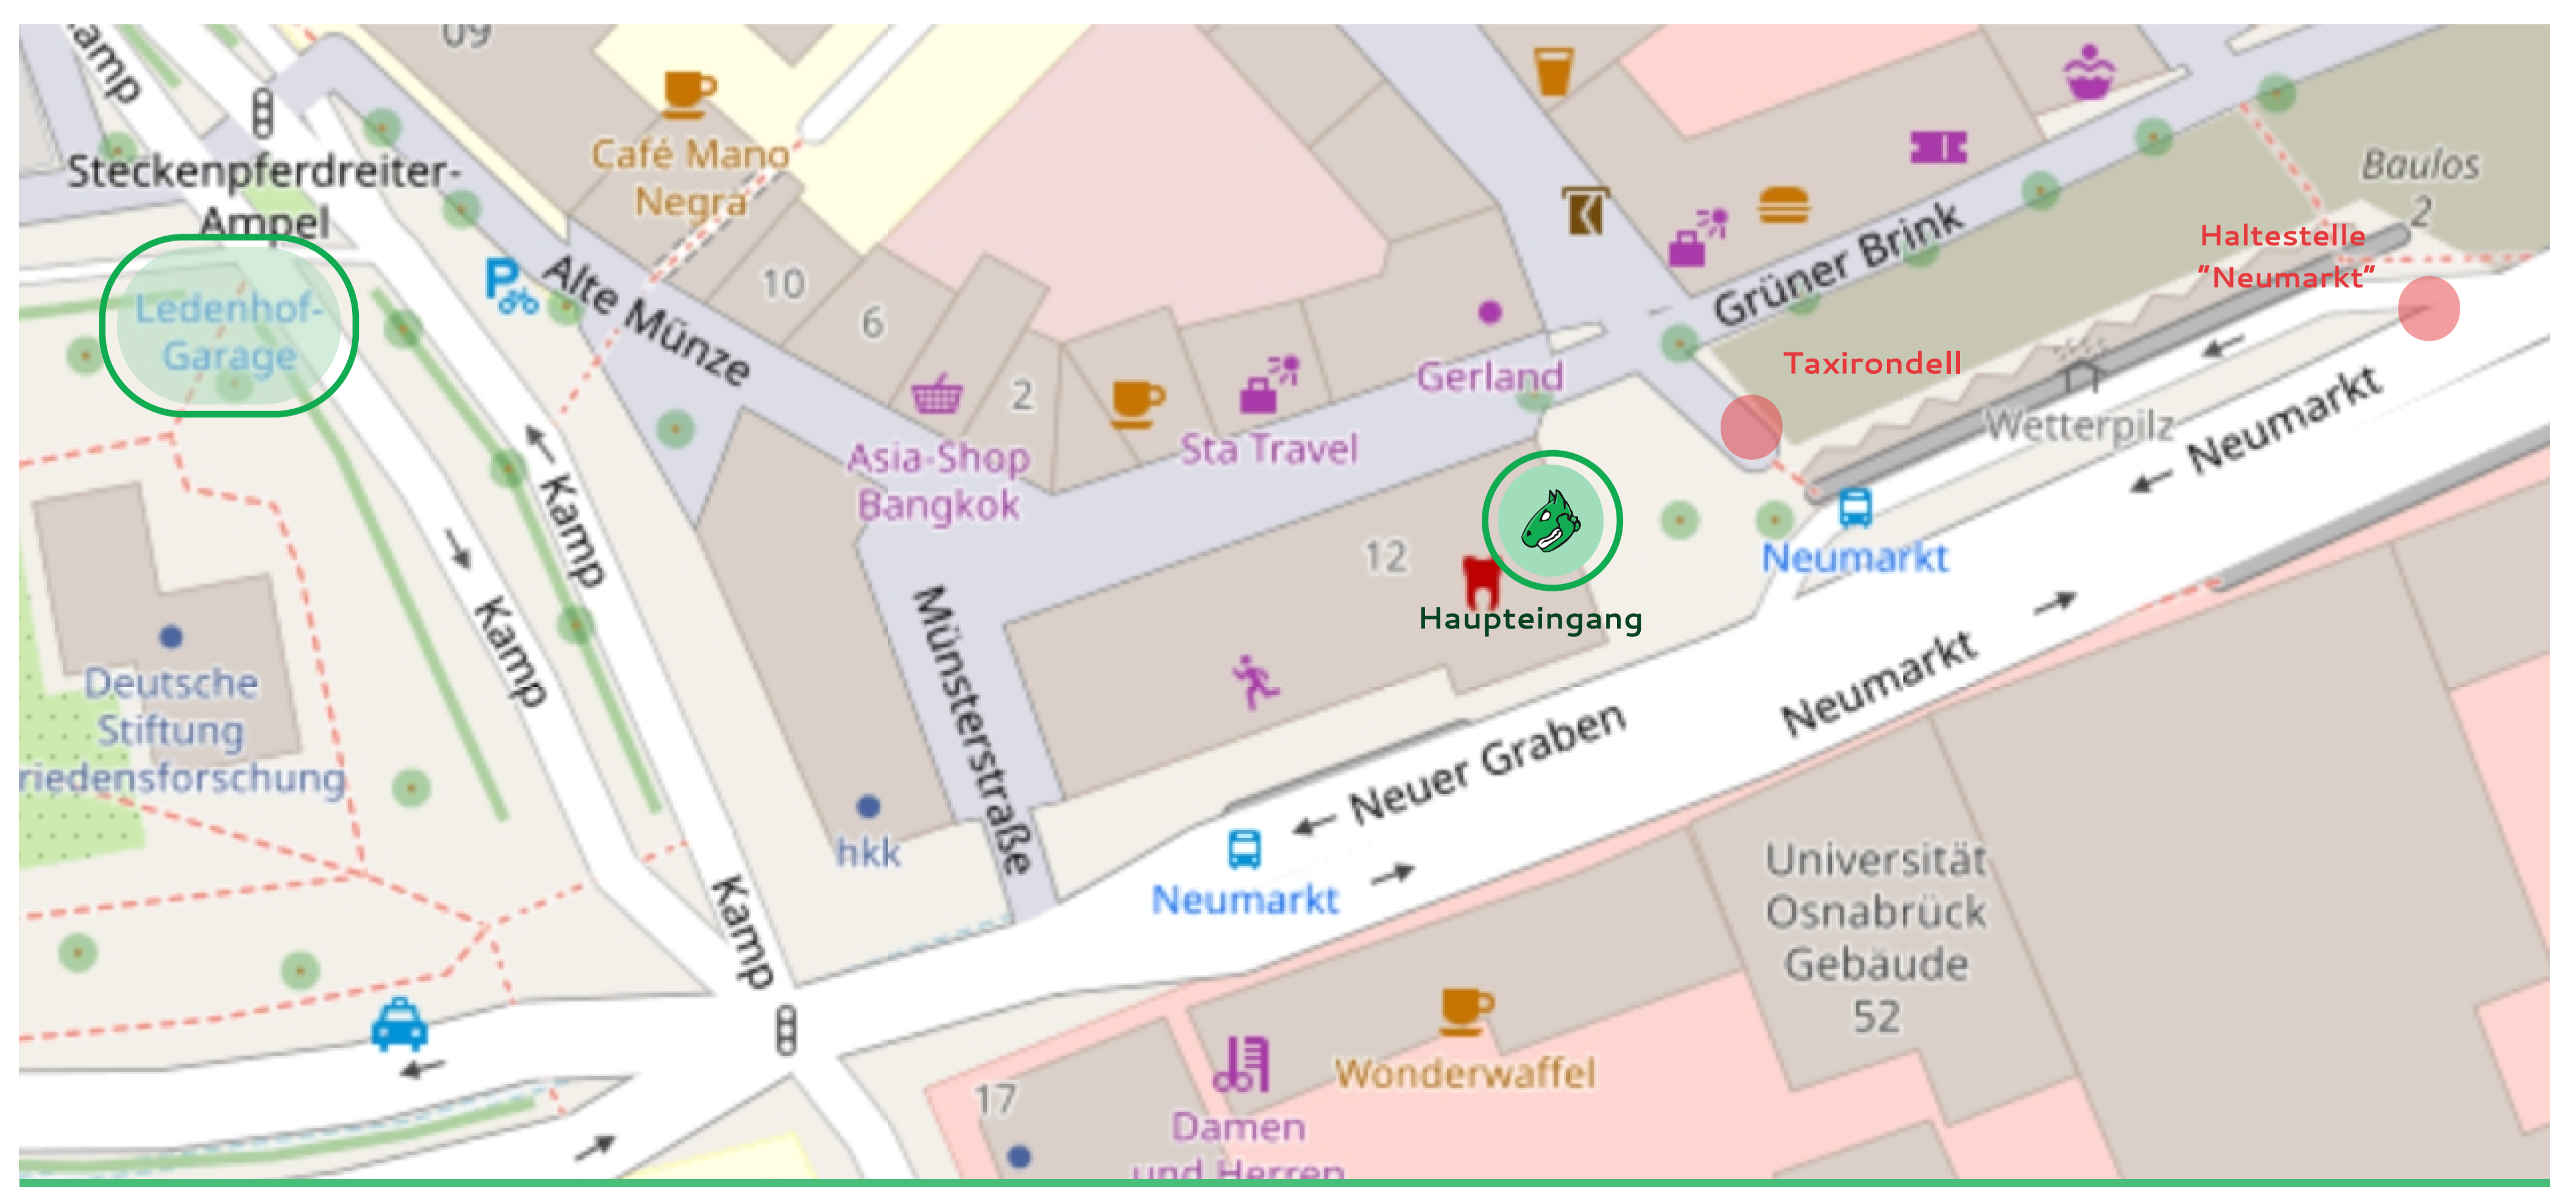 Kamp
09
Café Mano
Negra
Steckenpferdreiter-
Ampel
Ledenhof-
Garage
P
Alte Münze
10
6
2
Asia-Shop
Bangkok
Sta Travel
Gerland
Grüner Brink
Baulos
2
Haltestelle
"Neumarkt"
Taxirondell
Wetterpilz
Neumarkt
Neumarkt
12
Haupteingang
Kamp
Kamp
Münsterstraße
Neumarkt
Deutsche
Stiftung
riedensforschung
hkk
Neuer Graben
Neumarkt
Kamp
Universität
Osnabrück
Gebäude
52
Wonderwaffel
17
Damen
und Herren